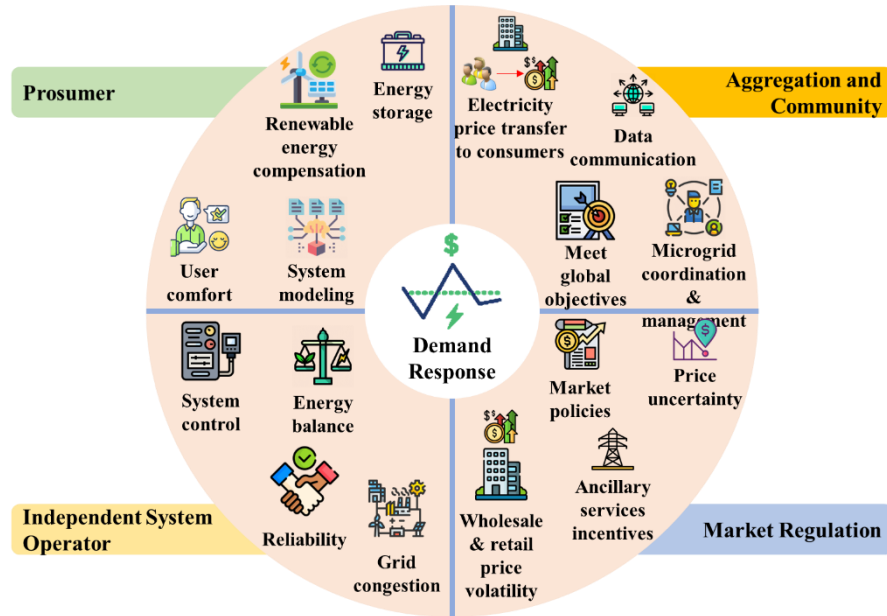 Prosumer
Energy
storage
Renewable
energy
compensation
User
comfort
System
modeling
Aggregation and
Community
$$
Electricity
price transfer
to consumers
Data
communication
Meet
global
objectives
Microgrid
coordination
&
management
$
Demand
Response
System
control
Energy
balance
Reliability
Grid
congestion
Independent System
Operator
$
Market
policies
$
Price
uncertainty
$$
Wholesale
& retail
price
volatility
Ancillary
services
incentives
Market Regulation